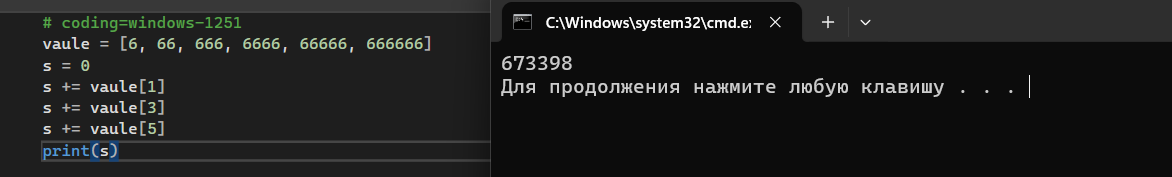 # coding=windows-1251
vaule = [6, 66, 666, 6666, 66666, 666666]
s = 0
s += vaule[1]
s += vaule[3]
s += vaule[5]
print(s)
C:\Windows\system32\cmd.e
673398
Для продолжения нажмите любую клавишу . . .